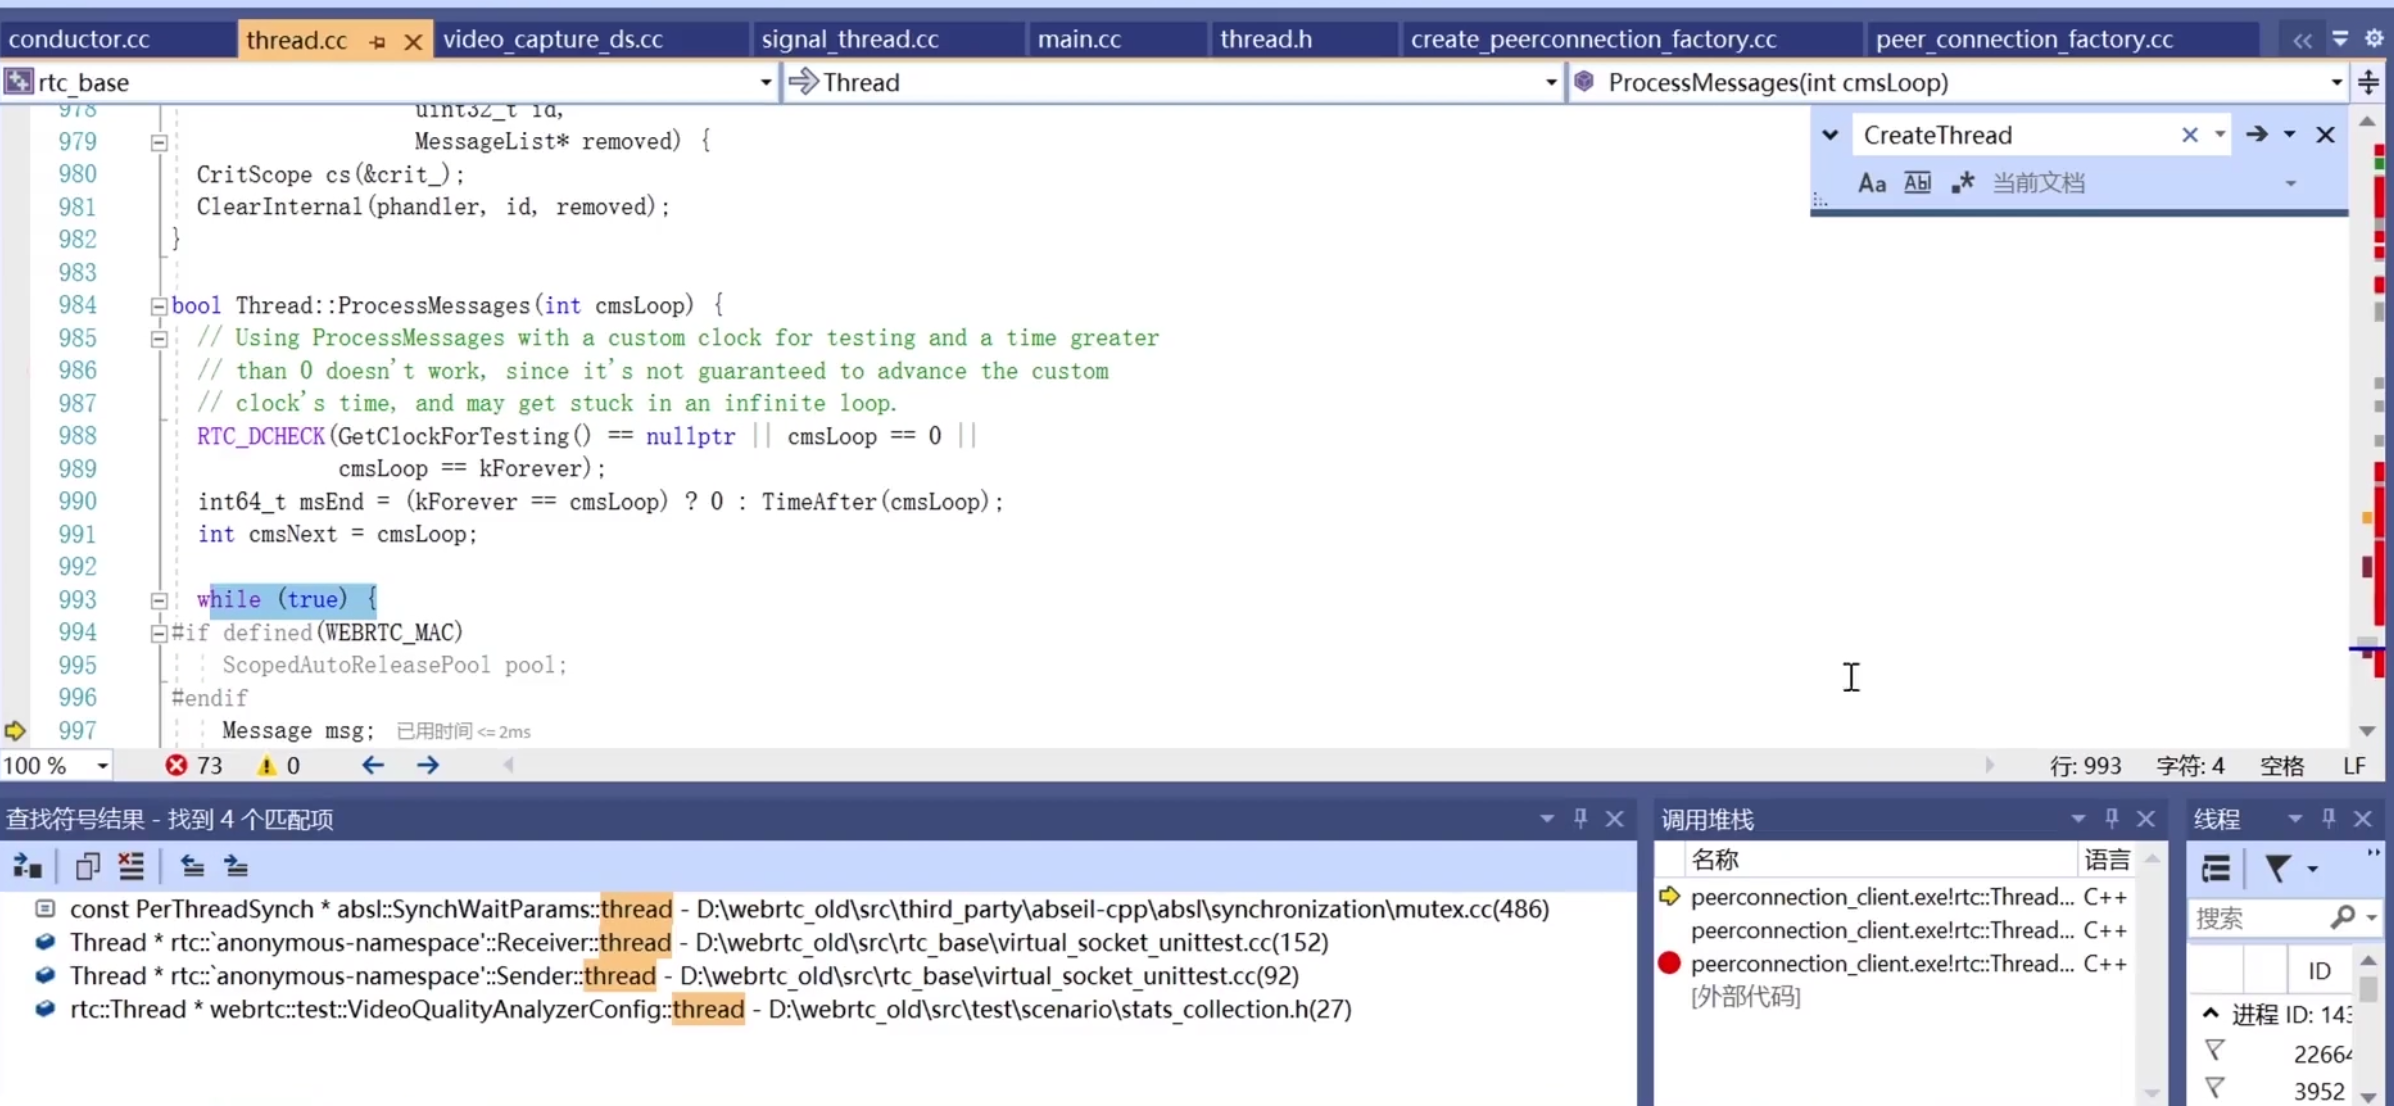 conductor.cc thread.cc video_capture_ds.cc signal_thread.cc main.cc thread.h create_peerconnection_factory.cc peer_connection_factory.cc
rtc_base Thread ProcessMessages(int cmsLoop)
CreateThread
Aa Abl .* 当前文档
978 uint32_t id,
979 MessageList* removed) {
980 CritScope cs(&crit_);
981 ClearInternal(phandler, id, removed);
982 }
983
984 bool Thread::ProcessMessages(int cmsLoop) {
985 // Using ProcessMessages with a custom clock for testing and a time greater
986 // than 0 doesn't work, since it's not guaranteed to advance the custom
987 // clock's time, and may get stuck in an infinite loop.
988 RTC_DCHECK(GetClockForTesting() == nullptr || cmsLoop == 0 ||
989 cmsLoop == kForever);
990 int64_t msEnd = (kForever == cmsLoop) ? 0 : TimeAfter(cmsLoop);
991 int cmsNext = cmsLoop;
992
993 while (true) {
994 #if defined(WEBRTC_MAC)
995 ScopedAutoReleasePool pool;
996 #endif
997 Message msg; 已用时间 <= 2ms
100 % 73 0 行: 993 字符: 4 空格 LF
查找符号结果 - 找到 4 个匹配项
const PerThreadSynch * absl::SynchWaitParams::thread - D:\webrtc_old\src\third_party\abseil-cpp\absl\synchronization\mutex.cc(486)
Thread * rtc::`anonymous-namespace'::Receiver::thread - D:\webrtc_old\src\rtc_base\virtual_socket_unittest.cc(152)
Thread * rtc::`anonymous-namespace'::Sender::thread - D:\webrtc_old\src\rtc_base\virtual_socket_unittest.cc(92)
rtc::Thread * webrtc::test::VideoQualityAnalyzerConfig::thread - D:\webrtc_old\src\test\scenario\stats_collection.h(27)
调用堆栈
名称 语言
peerconnection_client.exe!rtc::Thread... C++
peerconnection_client.exe!rtc::Thread... C++
peerconnection_client.exe!rtc::Thread... C++
[外部代码]
线程
搜索
ID
进程 ID: 143
22664
3952